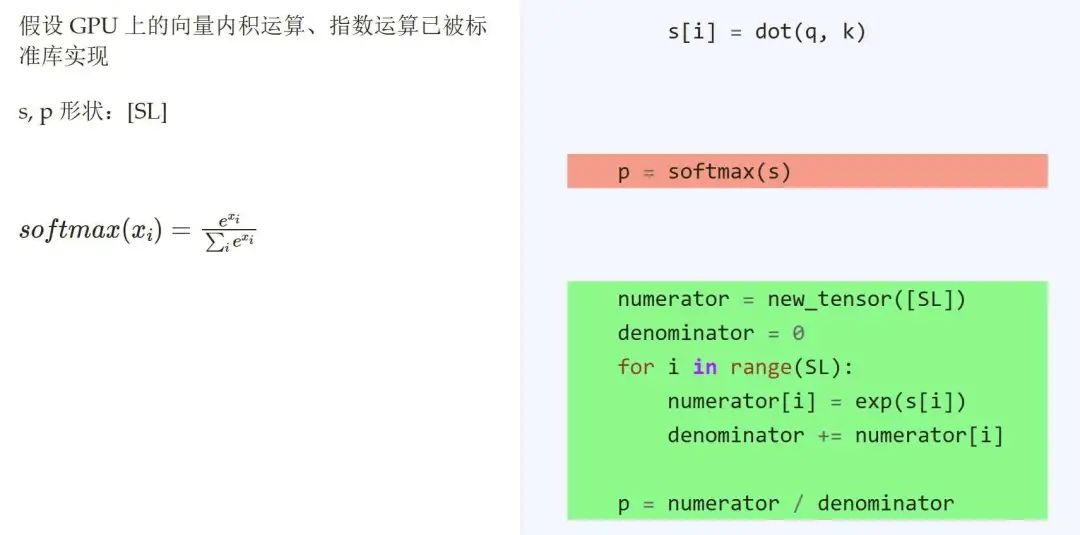 假设 GPU 上的向量内积运算、指数运算已被标
准库实现
s, p 形状：[SL]
softmax(x_i) = \frac{e^{x_i}}{\sum_i e^{x_i}}
s[i] = dot(q, k)
p = softmax(s)
numerator = new_tensor([SL])
denominator = 0
for i in range(SL):
numerator[i] = exp(s[i])
denominator += numerator[i]
p = numerator / denominator